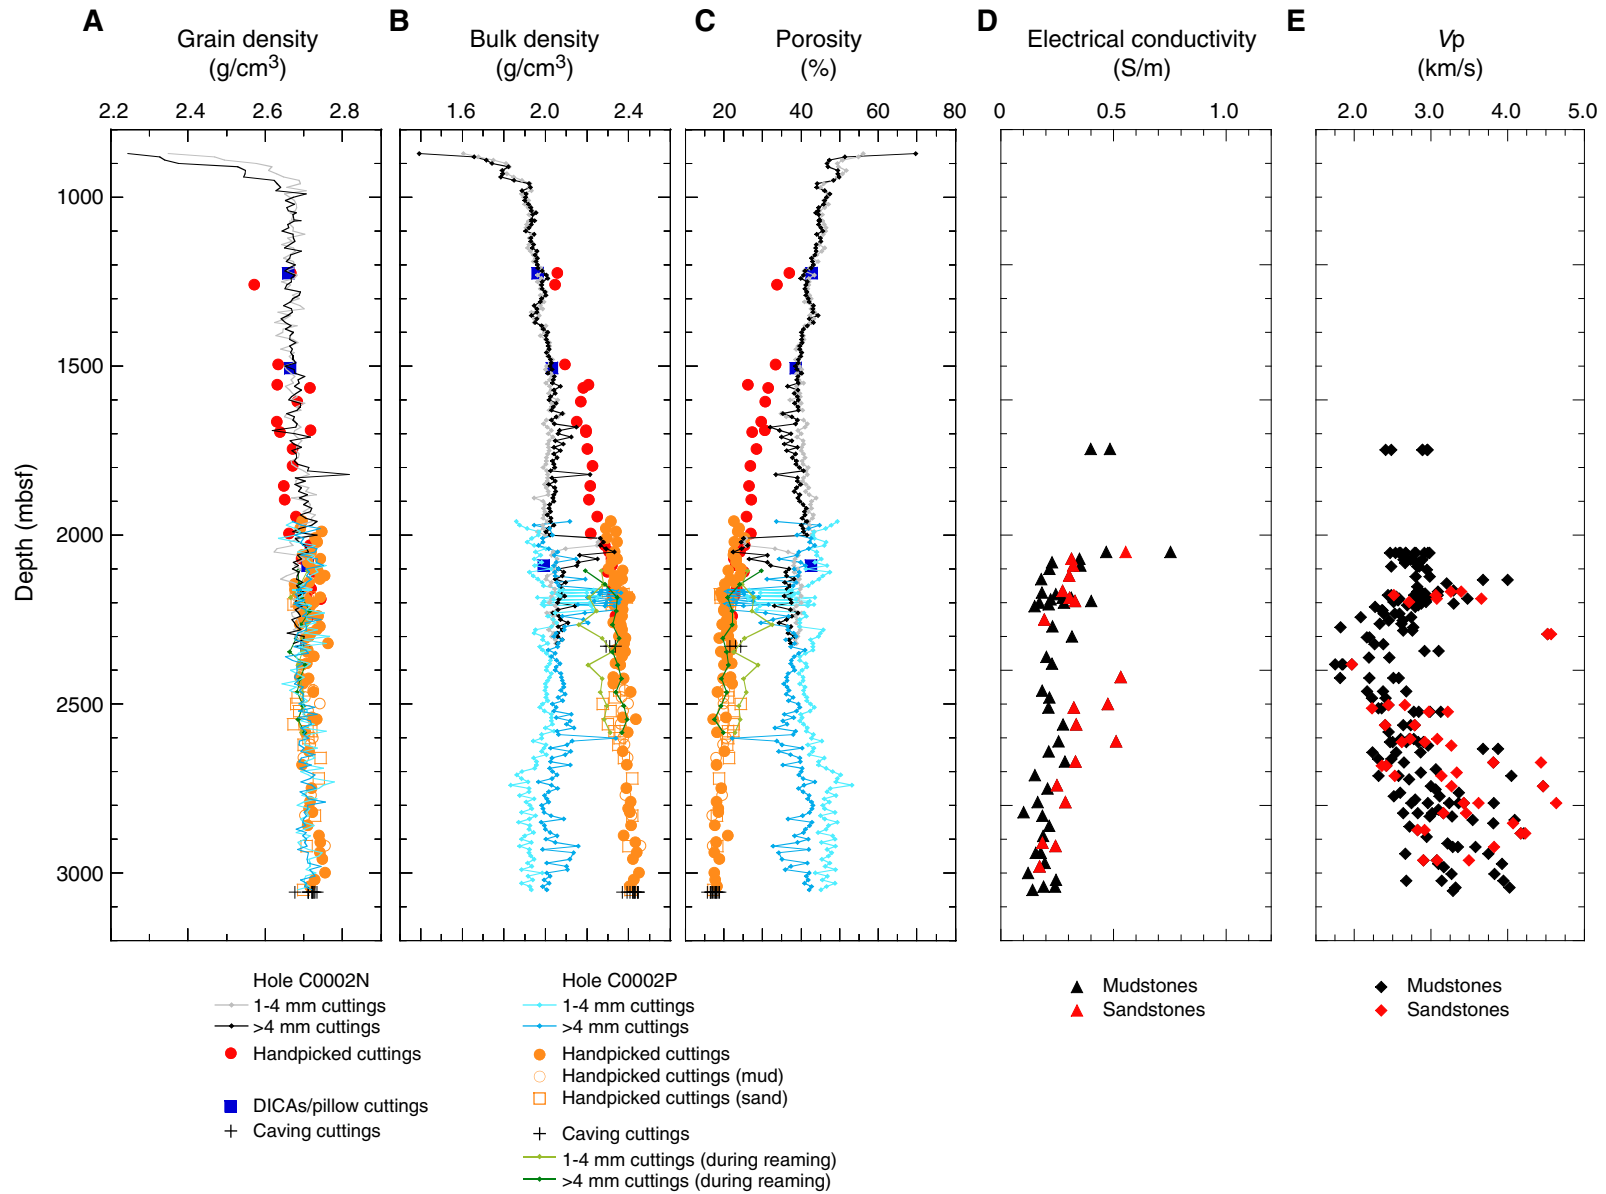 A
B
C
D
E
Grain density
(g/cm3)
Bulk density
(g/cm3)
Porosity
(%)
Electrical conductivity
(S/m)
Vp
(km/s)
2.2 2.4 2.6 2.8
1.6 2.0 2.4
20 40 60 80
0 0.5 1.0
2.0 3.0 4.0 5.0
Depth (mbsf)
1000
1500
2000
2500
3000
Hole C0002N
1-4 mm cuttings
>4 mm cuttings
Handpicked cuttings
DICAs/pillow cuttings
Caving cuttings
Hole C0002P
1-4 mm cuttings
>4 mm cuttings
Handpicked cuttings
Handpicked cuttings (mud)
Handpicked cuttings (sand)
Caving cuttings
1-4 mm cuttings (during reaming)
>4 mm cuttings (during reaming)
Mudstones
Sandstones
Mudstones
Sandstones